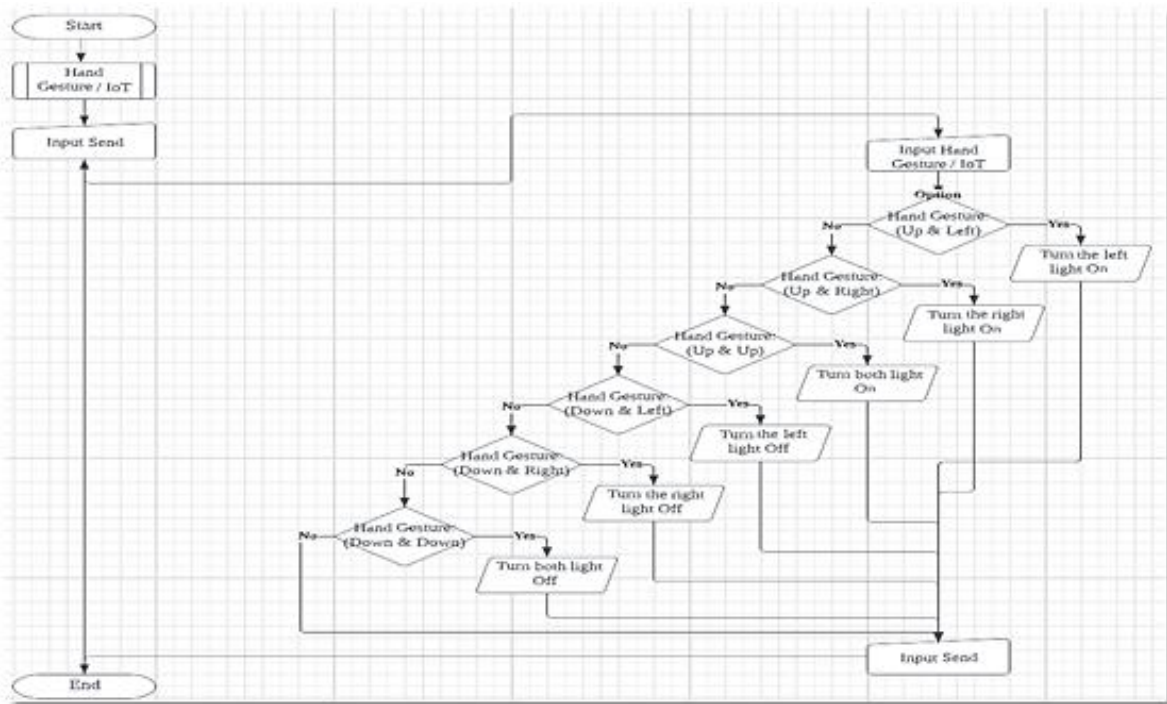 Start
Hand
Gesture / IoT
Input Send
Input Hand
Gesture / IoT
Option
Hand Gesture
(Up & Left)
No
Yes
Turn the left
light On
Hand Gesture
(Up & Right)
No
Yes
Turn the right
light On
Hand Gesture
(Up & Up)
No
Yes
Turn both light
On
Hand Gesture
(Down & Left)
No
Yes
Turn the left
light Off
Hand Gesture
(Down & Right)
No
Yes
Turn the right
light Off
Hand Gesture
(Down & Down)
No
Yes
Turn both light
Off
Input Send
End